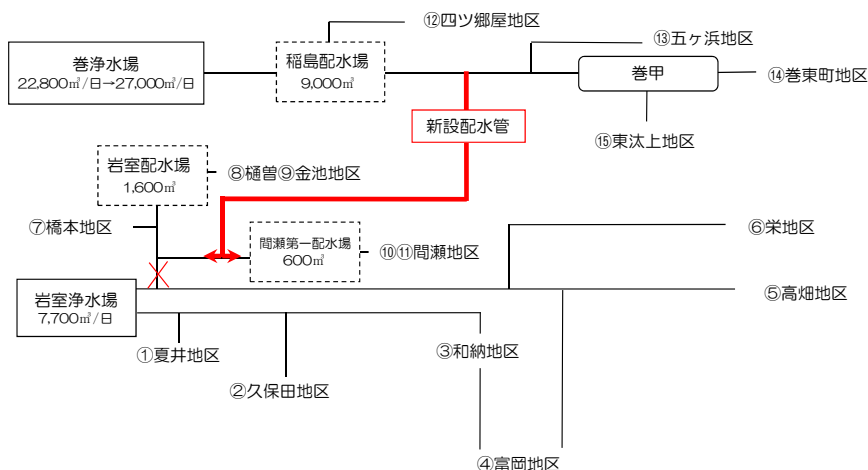 ⑫四ツ郷屋地区
⑬五ヶ浜地区
巻浄水場
22,800㎥/日→27,000㎥/日
稲島配水場
9,000㎥
巻甲
⑭巻東町地区
新設配水管
⑮東汰上地区
岩室配水場
1,600㎥
⑧樋曽⑨金池地区
⑦橋本地区
⑥栄地区
間瀬第一配水場
600㎥
⑩⑪間瀬地区
岩室浄水場
7,700㎥/日
⑤高畑地区
①夏井地区
③和納地区
②久保田地区
④富岡地区